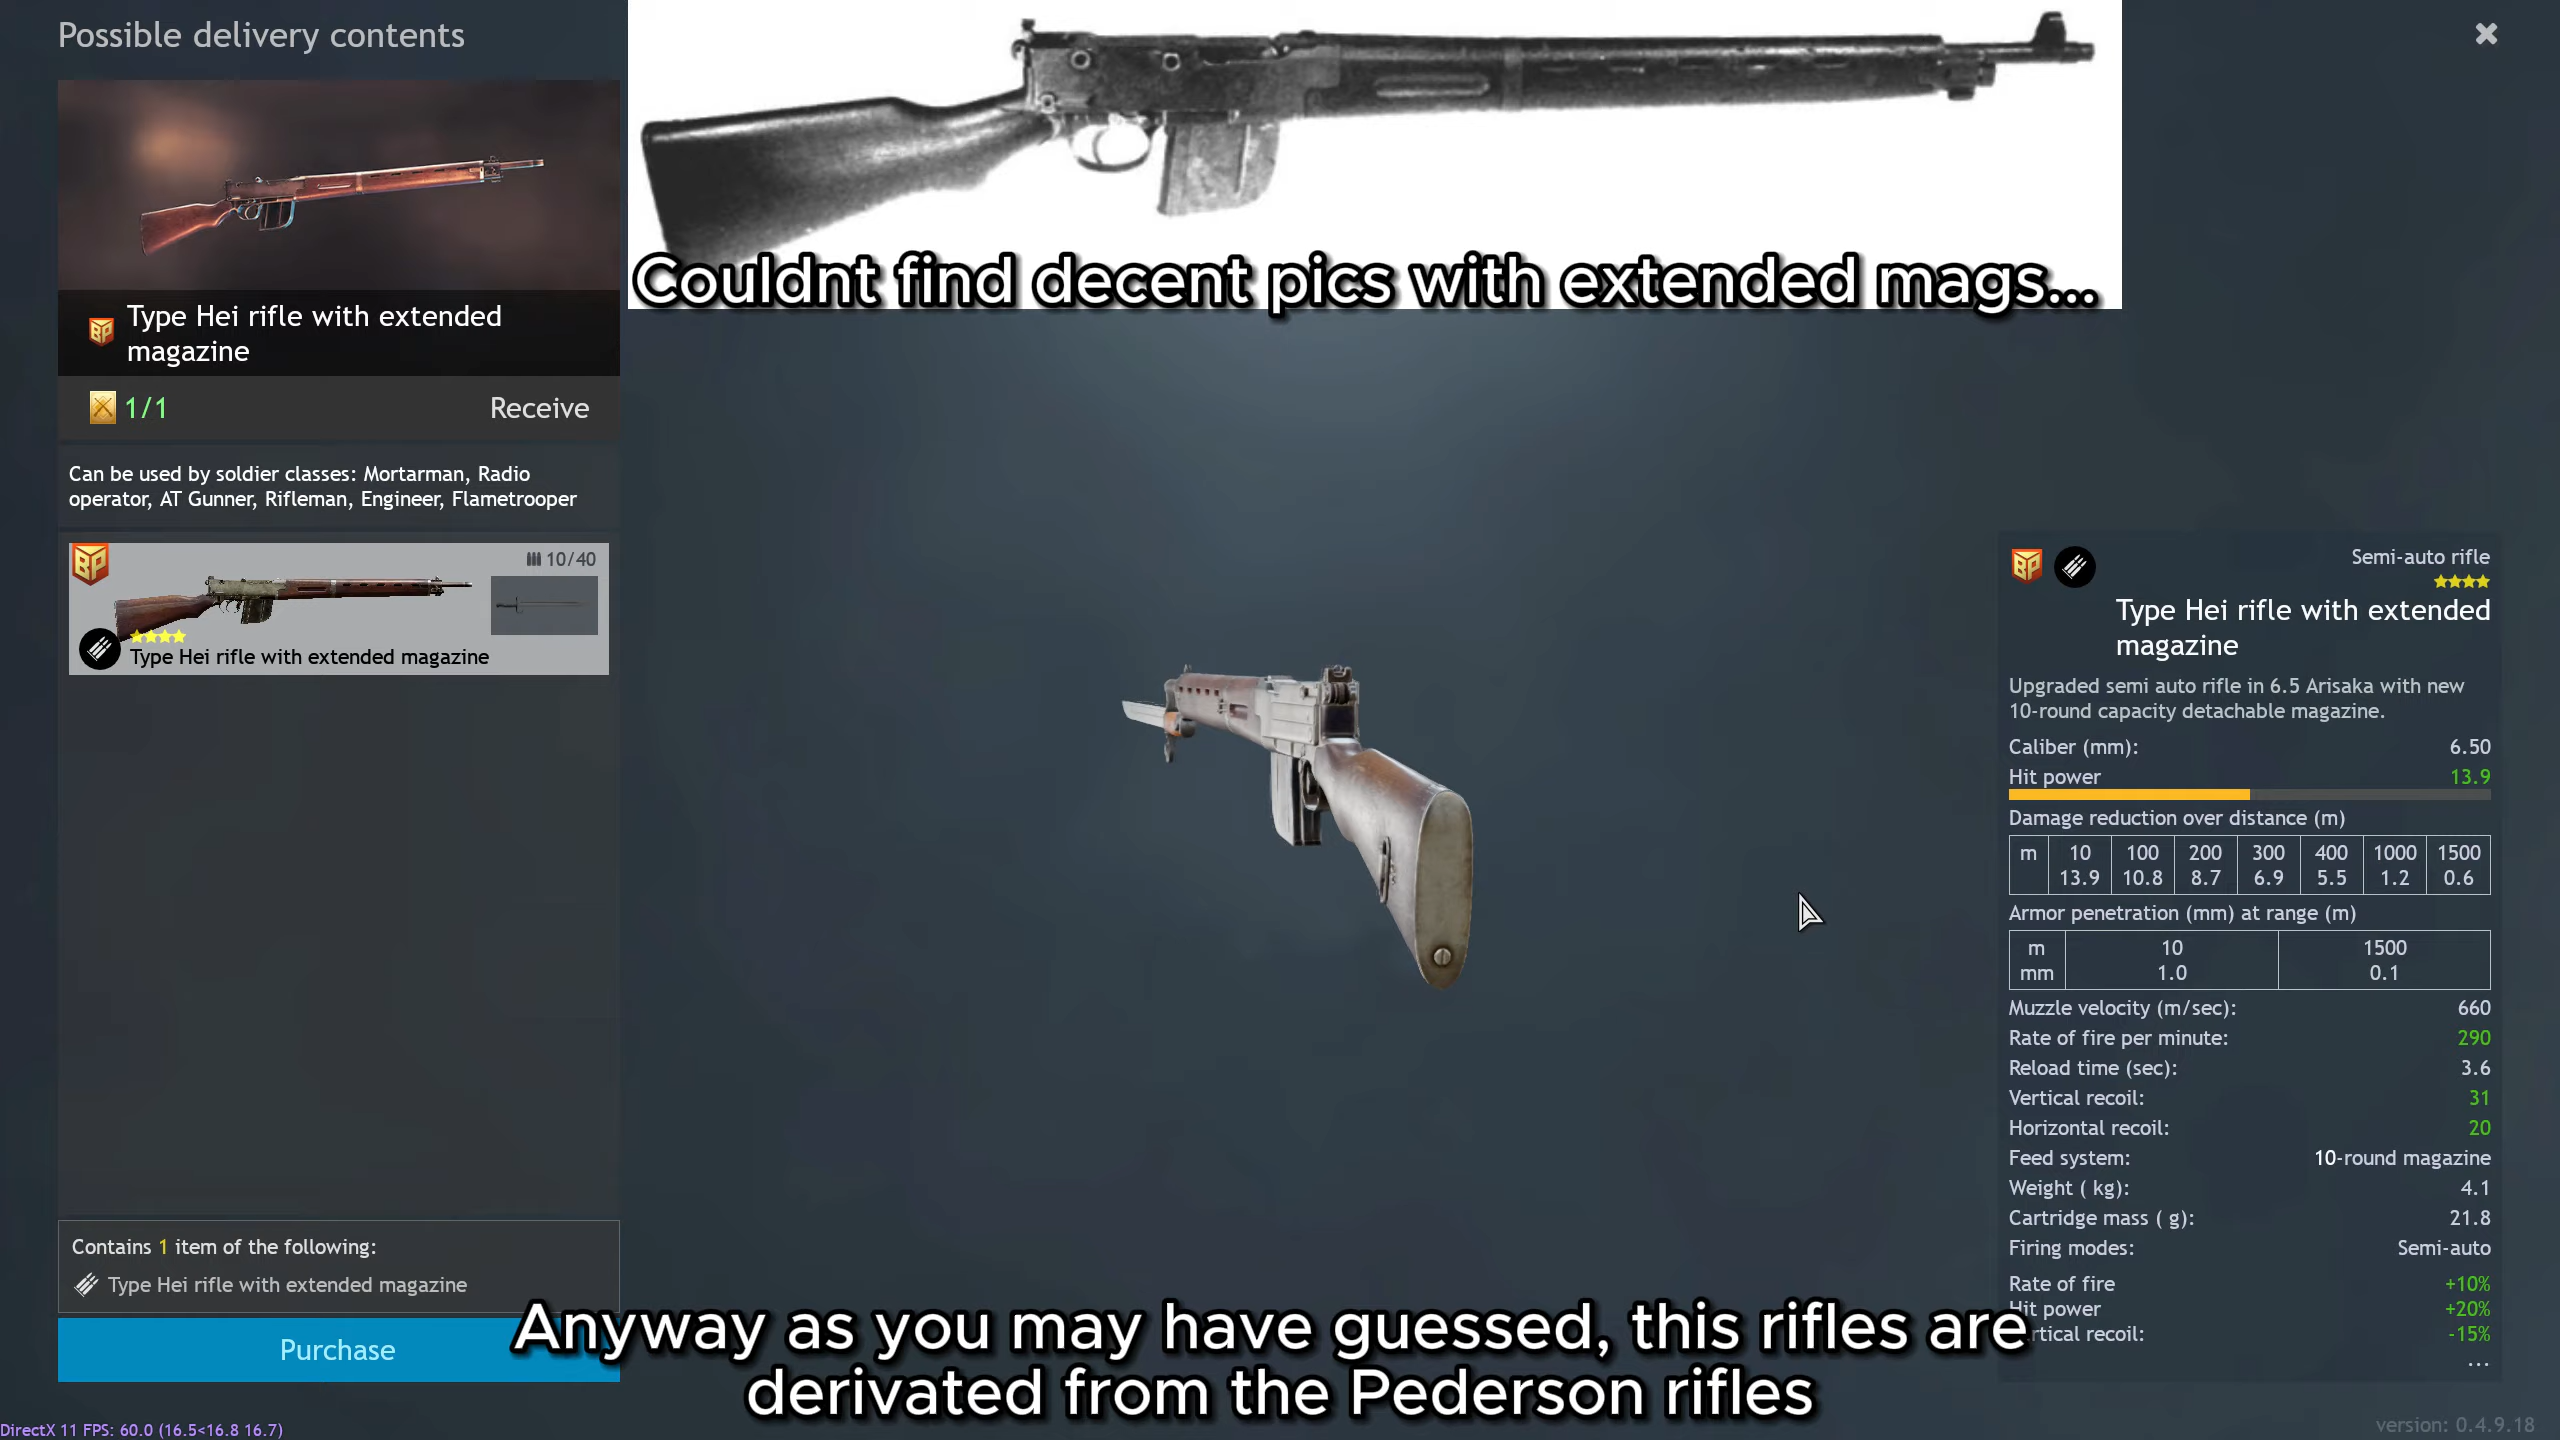 Possible delivery contents
Couldnt find decent pics with extended mags...
BP
Type Hei rifle with extended
magazine
1/1
Receive
Can be used by soldier classes: Mortarman, Radio
operator, AT Gunner, Rifleman, Engineer, Flametrooper
BP
10/40
Type Hei rifle with extended magazine
Contains 1 item of the following:
Type Hei rifle with extended magazine
Purchase
BP
Semi-auto rifle
Type Hei rifle with extended
magazine
Upgraded semi auto rifle in 6.5 Arisaka with new
10-round capacity detachable magazine.
Caliber (mm): 6.50
Hit power 13.9
Damage reduction over distance (m)
m 10 100 200 300 400 1000 1500
13.9 10.8 8.7 6.9 5.5 1.2 0.6
Armor penetration (mm) at range (m)
m 10 1500
mm 1.0 0.1
Muzzle velocity (m/sec): 660
Rate of fire per minute: 290
Reload time (sec): 3.6
Vertical recoil: 31
Horizontal recoil: 20
Feed system: 10-round magazine
Weight ( kg): 4.1
Cartridge mass ( g): 21.8
Firing modes: Semi-auto
Rate of fire +10%
Hit power +20%
rtical recoil: -15%
...
Anyway as you may have guessed, this rifles are
derivated from the Pederson rifles
DirectX 11 FPS: 60.0 (16.5<16.8 16.7)
version: 0.4.9.18